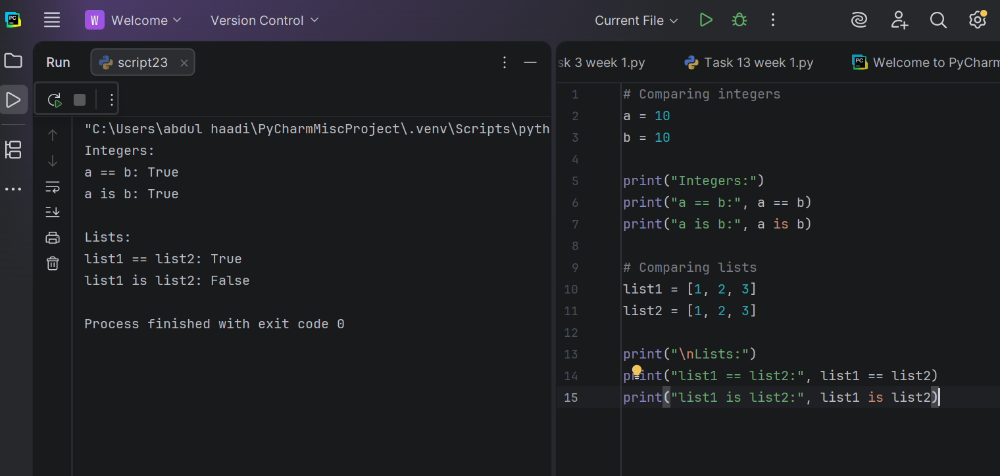 W Welcome
Version Control
Current File
Run
script23
"C:\Users\abdul haadi\PyCharmMiscProject\.venv\Scripts\pyth
Integers:
a == b: True
a is b: True
Lists:
list1 == list2: True
list1 is list2: False
Process finished with exit code 0
sk 3 week 1.py
Task 13 week 1.py
Welcome to PyCharm
1 # Comparing integers
2 a = 10
3 b = 10
4
5 print("Integers:")
6 print("a == b:", a == b)
7 print("a is b:", a is b)
8
9 # Comparing lists
10 list1 = [1, 2, 3]
11 list2 = [1, 2, 3]
12
13 print("\nLists:")
14 print("list1 == list2:", list1 == list2)
15 print("list1 is list2:", list1 is list2)